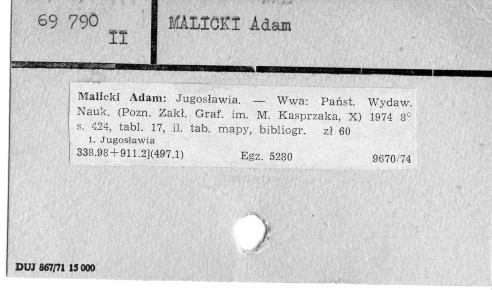 69 790
II
MALICKI Adam
Malicki Adam: Jugosławia. — Wwa: Państ. Wydaw.
Nauk. (Pozn. Zakł. Graf. im. M. Kasprzaka, X) 1974 8°
s. 424, tabl. 17, il. tab. mapy, bibliogr. zł 60
1. Jugosławia
338.98+911.2](497.1) Egz. 5280 9670/74
DUJ 867/71 15 000